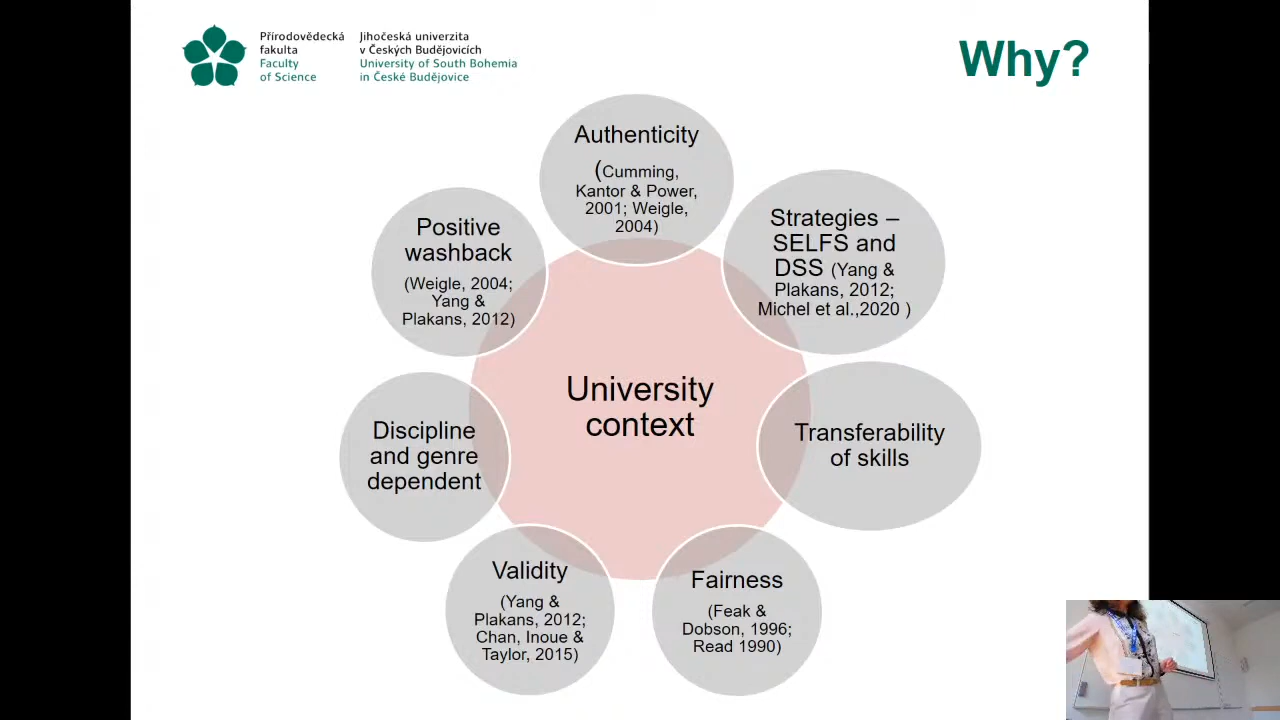 Přírodovědecká
fakulta
Faculty
of Science
Jihočeská univerzita
v Českých Budějovicích
University of South Bohemia
in České Budějovice
Why?
Authenticity
(Cumming,
Kantor & Power,
2001; Weigle,
2004)
Strategies –
SELFS and
DSS (Yang &
Plakans, 2012;
Michel et al.,2020 )
Transferability
of skills
Fairness
(Feak &
Dobson, 1996;
Read 1990)
Validity
(Yang &
Plakans, 2012;
Chan, Inoue &
Taylor, 2015)
Discipline
and genre
dependent
Positive
washback
(Weigle, 2004;
Yang &
Plakans, 2012)
University
context